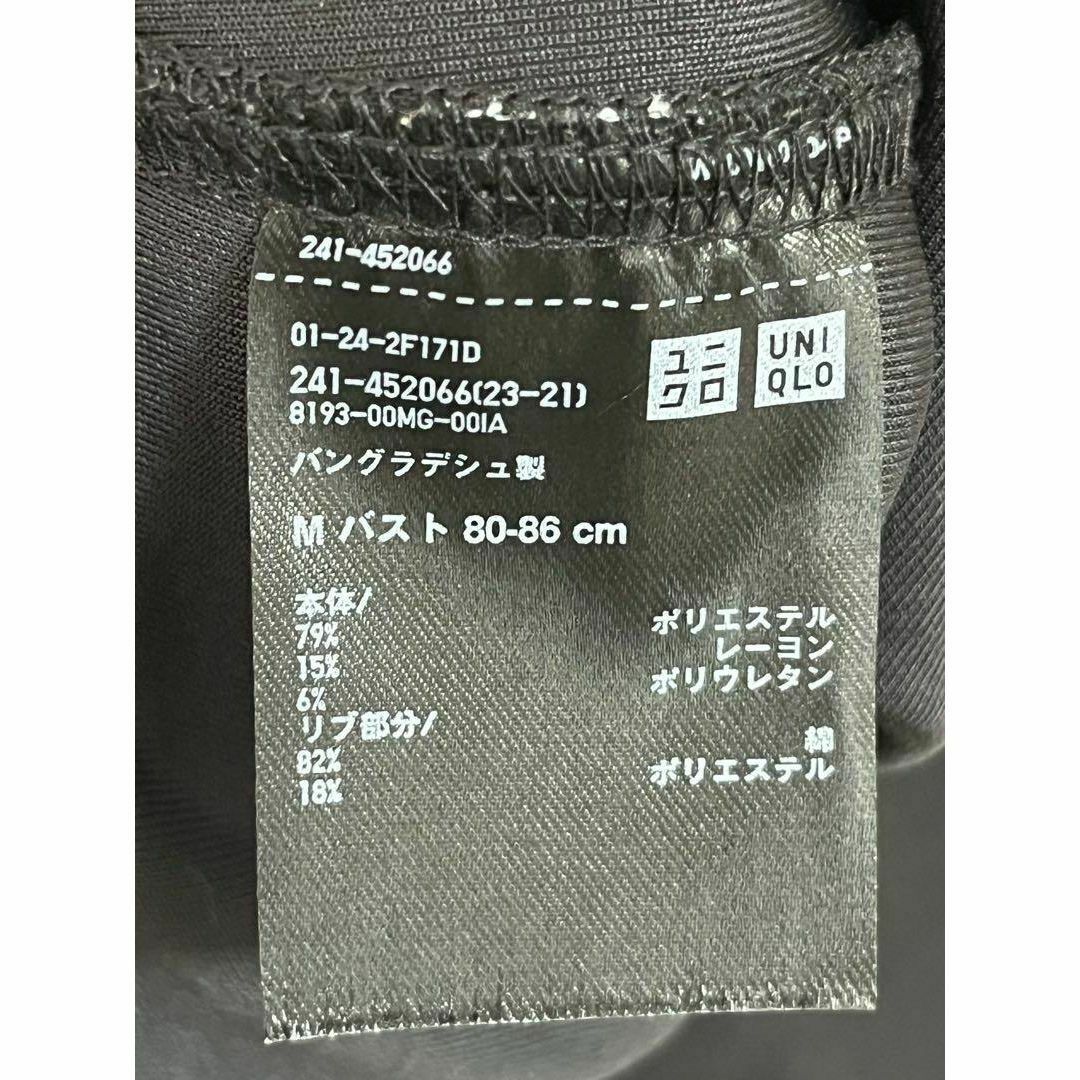 241-452066
01-24-2F171D
241-452066(23-21)
8193-00MG-00IA
ユニ
クロ
UNI
QLO
バングラデシュ製
M バスト 80-86 cm
本体/
79% ポリエステル
15% レーヨン
6% ポリウレタン
リブ部分/
82% 綿
18% ポリエステル